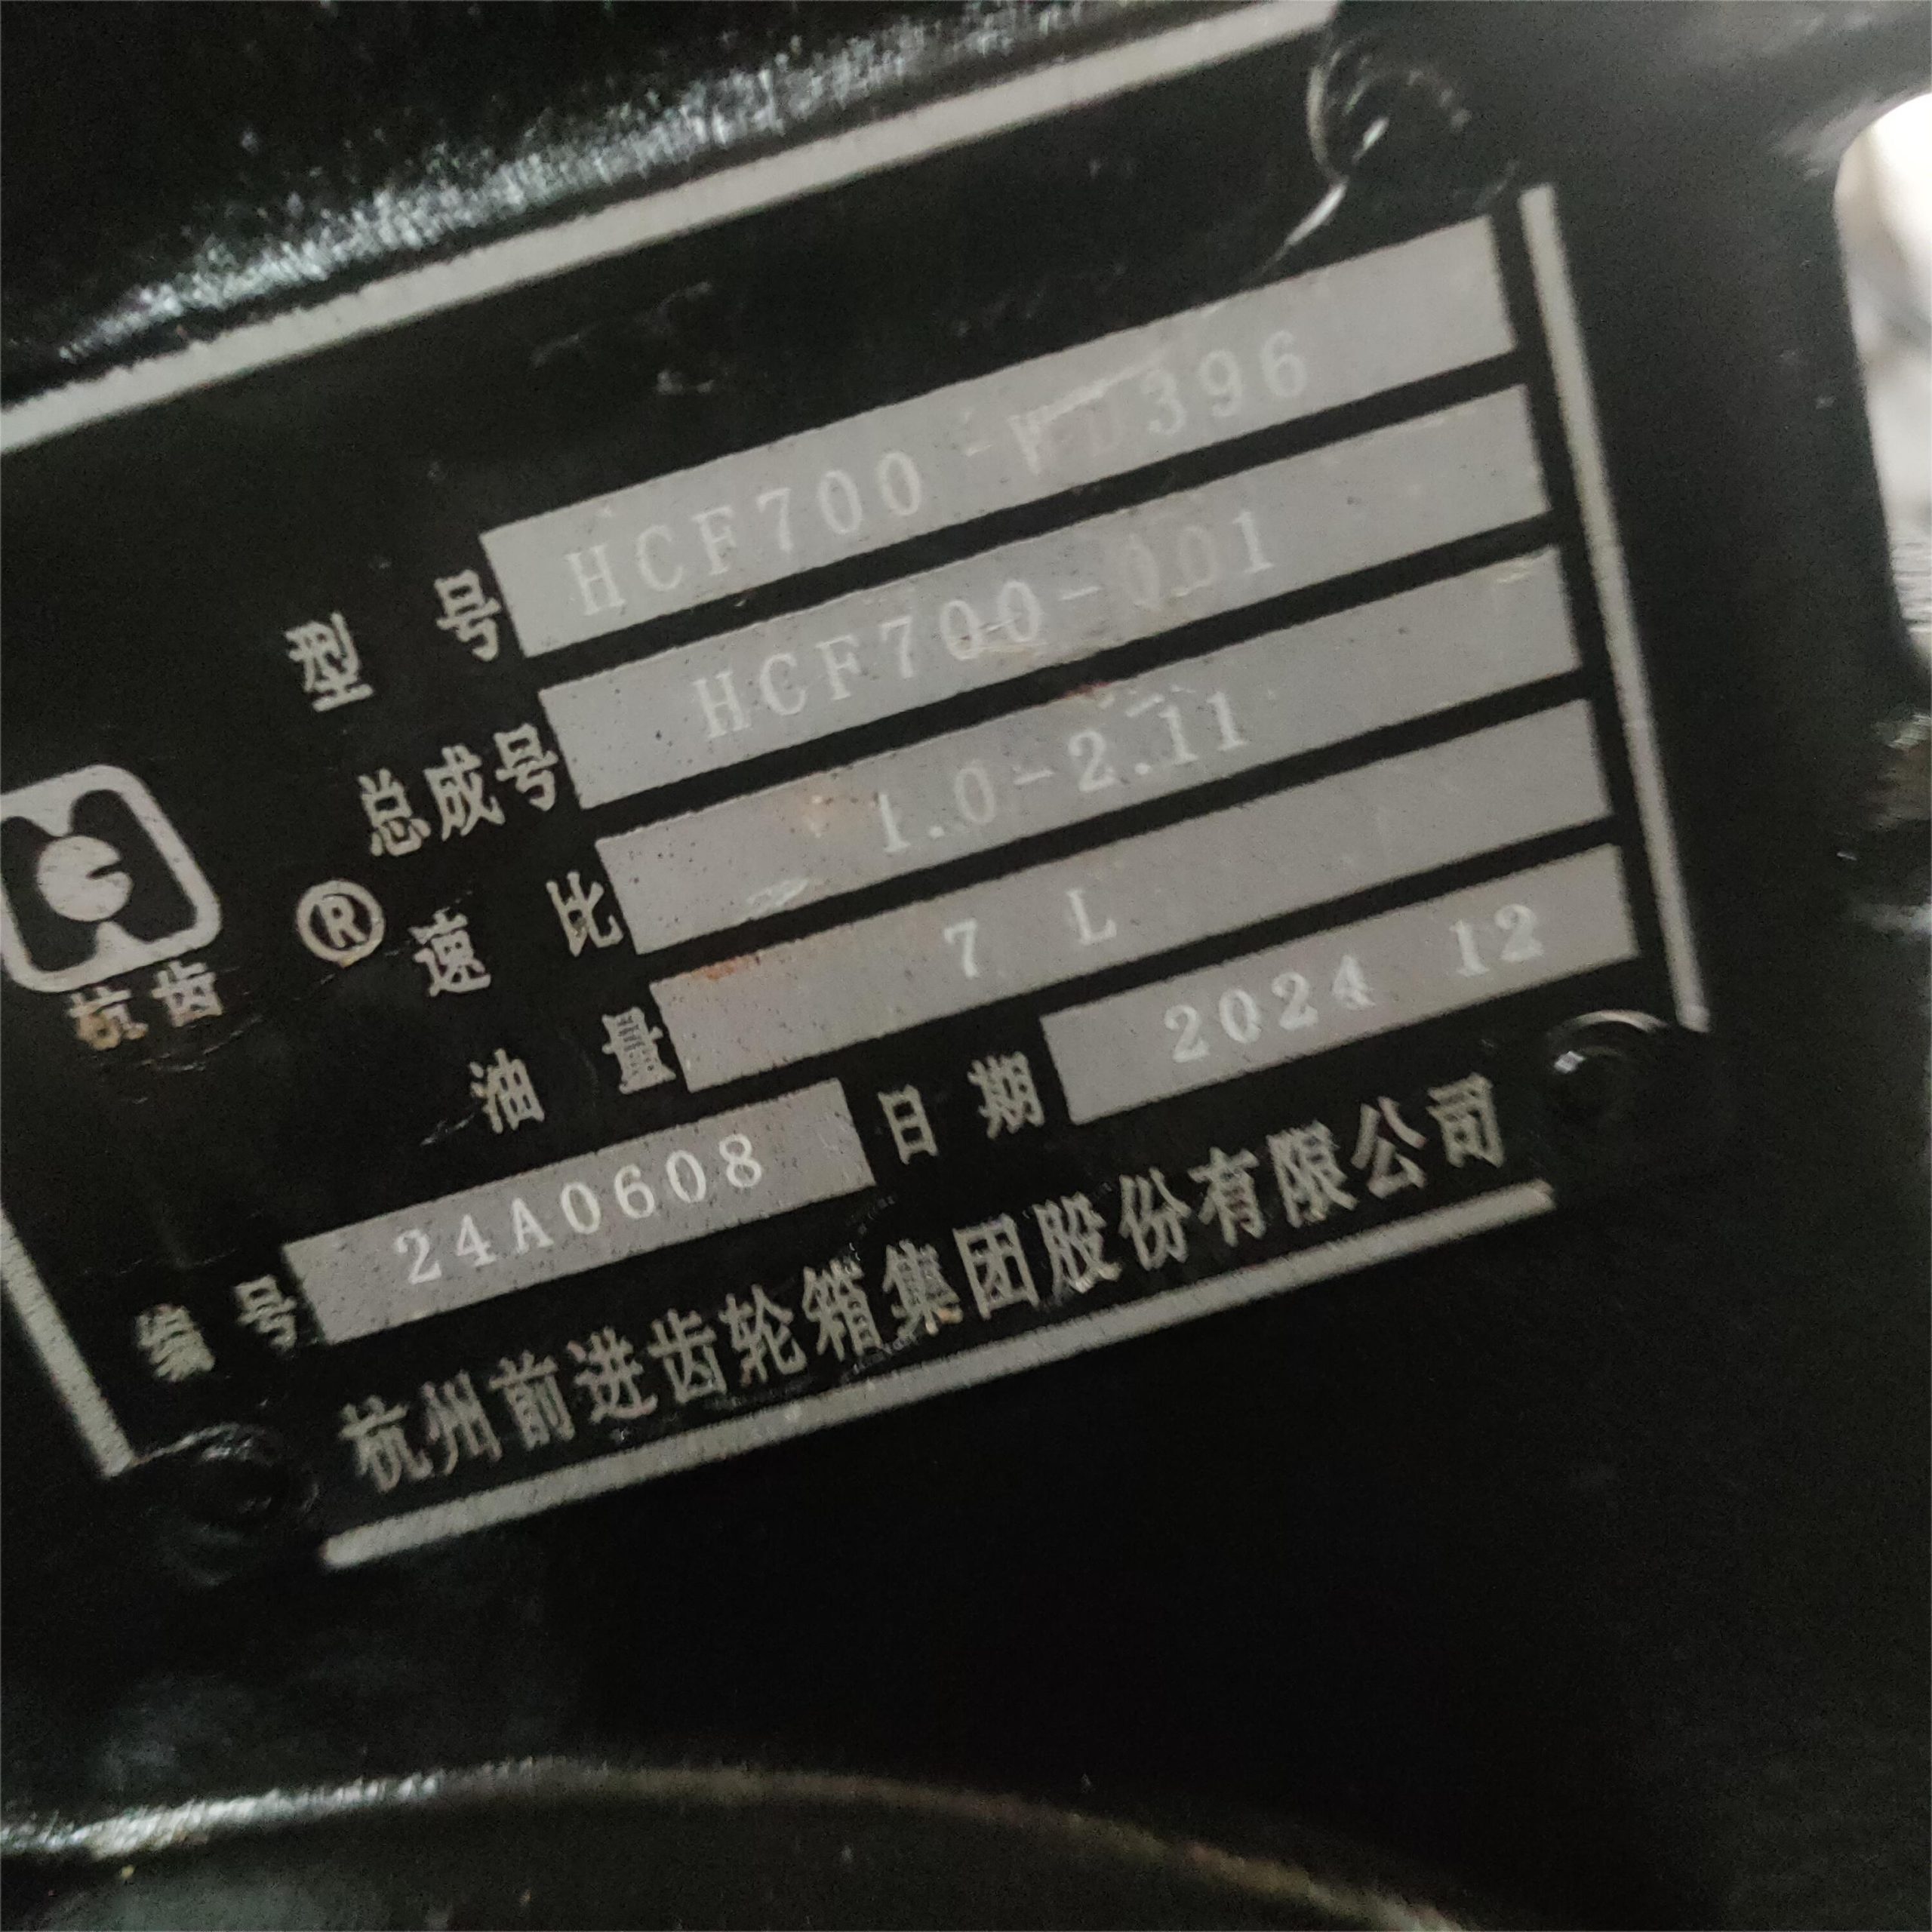 型号 HCF700-FD396
总成号 HCF700-001
速比 1.0-2.11
油量 7 L
编号 24A0608 日期 2024 12
杭州前进齿轮箱集团股份有限公司
杭齿 ®